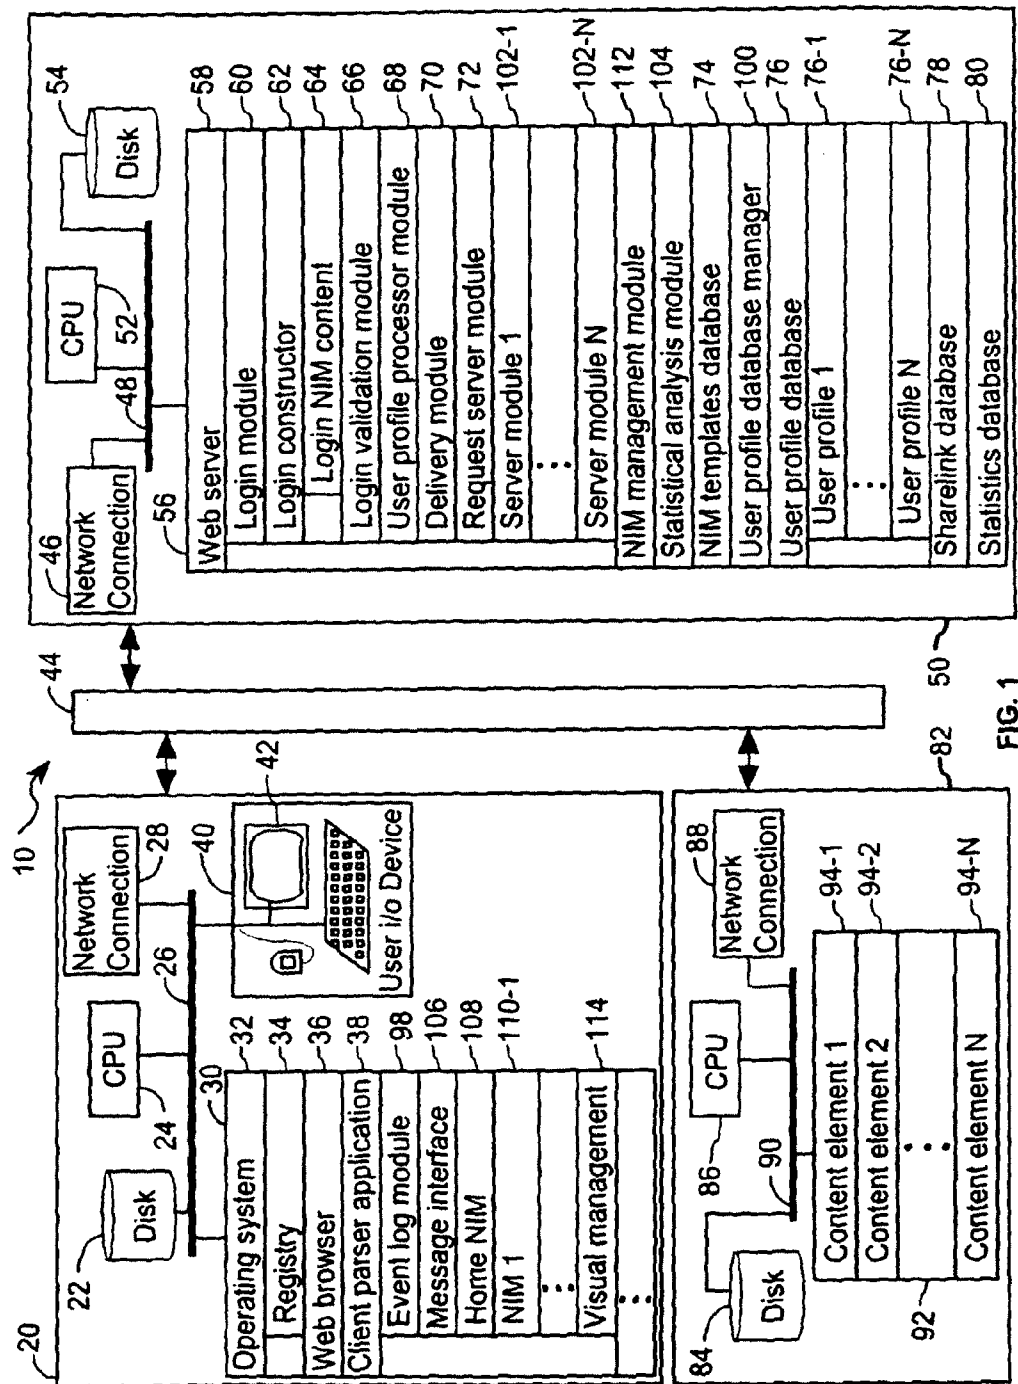 10
20
22
Disk
24
CPU
26
Network
Connection
28
30
Operating system
32
Registry
34
Web browser
36
Client parser application
38
Event log module
98
Message interface
106
Home NIM
108
NIM 1
110-1
⋮
Visual management
114
⋮
40
42
User i/o Device
44
82
84
Disk
86
CPU
90
88
Network
Connection
92
Content element 1
94-1
Content element 2
94-2
⋮
Content element N
94-N
50
46
Network
Connection
48
CPU
52
54
Disk
56
Web server
58
Login module
60
Login constructor
62
Login NIM content
64
Login validation module
66
User profile processor module
68
Delivery module
70
Request server module
72
Server module 1
102-1
⋮
Server module N
102-N
NIM management module
112
Statistical analysis module
104
NIM templates database
74
User profile database manager
100
User profile database
76
User profile 1
76-1
⋮
User profile N
76-N
Sharelink database
78
Statistics database
80
FIG. 1